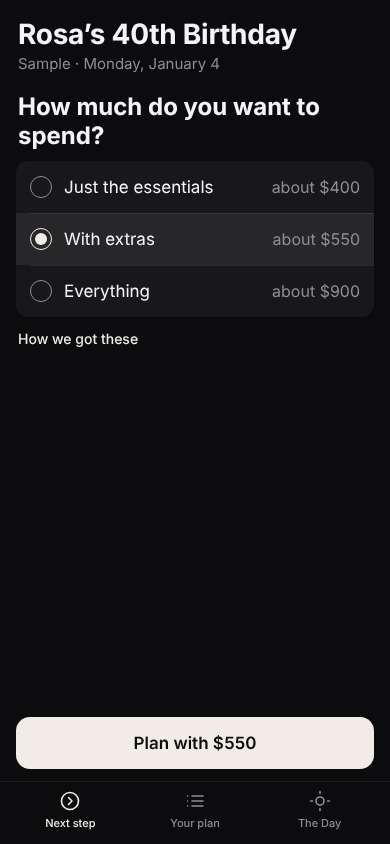 Rosa’s 40th Birthday
Sample · Monday, January 4
How much do you want to
spend?
Just the essentials about $400
With extras about $550
Everything about $900
How we got these
Plan with $550
Next step Your plan The Day